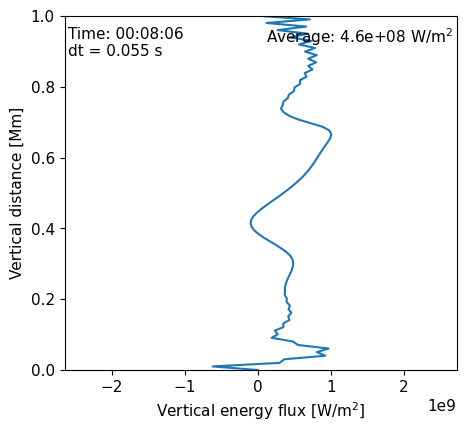 Time: 00:08:06
Average: 4.6e+08 W/m²
dt = 0.055 s
Vertical distance [Mm]
1.0
0.8
0.6
0.4
0.2
0.0
−2
−1
0
1
2
1e9
Vertical energy flux [W/m²]